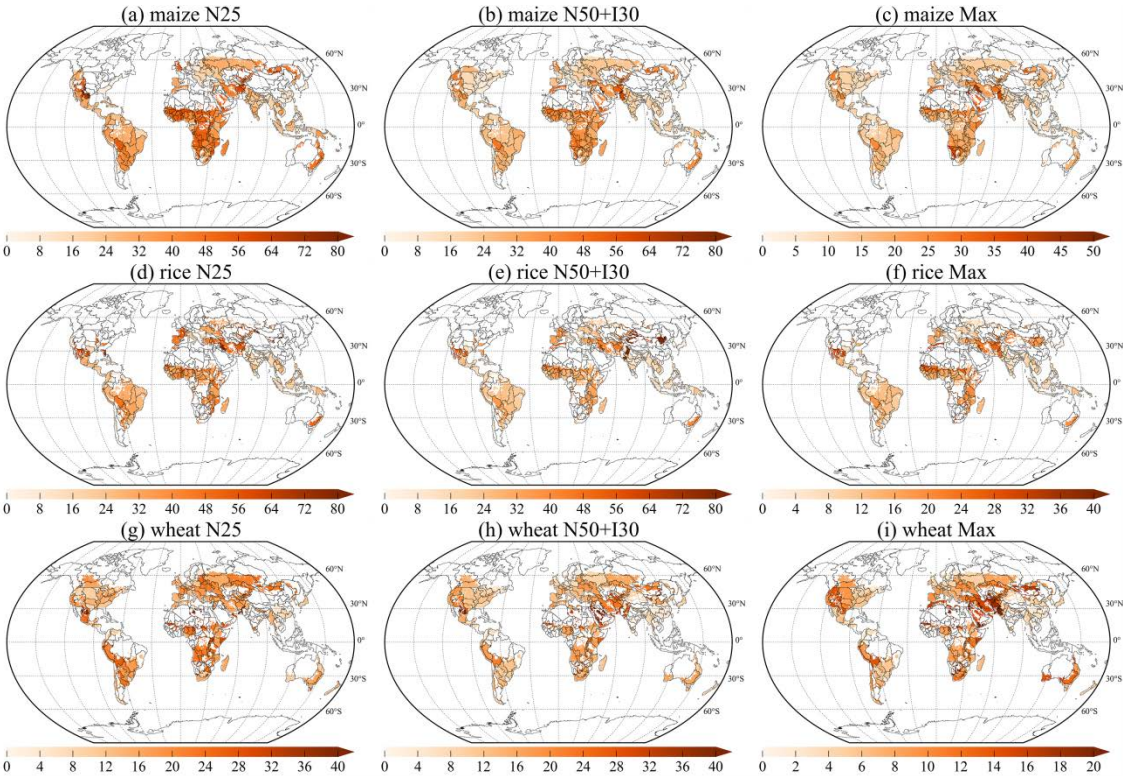 (a) maize N25 (b) maize N50+I30 (c) maize Max
60°N 60°N 60°N
30°N 30°N 30°N
0° 0° 0°
30°S 30°S 30°S
60°S 60°S 60°S
0 8 16 24 32 40 48 56 64 72 80 0 8 16 24 32 40 48 56 64 72 80 0 5 10 15 20 25 30 35 40 45 50
(d) rice N25 (e) rice N50+I30 (f) rice Max
60°N 60°N 60°N
30°N 30°N 30°N
0° 0° 0°
30°S 30°S 30°S
60°S 60°S 60°S
0 8 16 24 32 40 48 56 64 72 80 0 8 16 24 32 40 48 56 64 72 80 0 4 8 12 16 20 24 28 32 36 40
(g) wheat N25 (h) wheat N50+I30 (i) wheat Max
60°N 60°N 60°N
30°N 30°N 30°N
0° 0° 0°
30°S 30°S 30°S
60°S 60°S 60°S
0 4 8 12 16 20 24 28 32 36 40 0 4 8 12 16 20 24 28 32 36 40 0 2 4 6 8 10 12 14 16 18 20